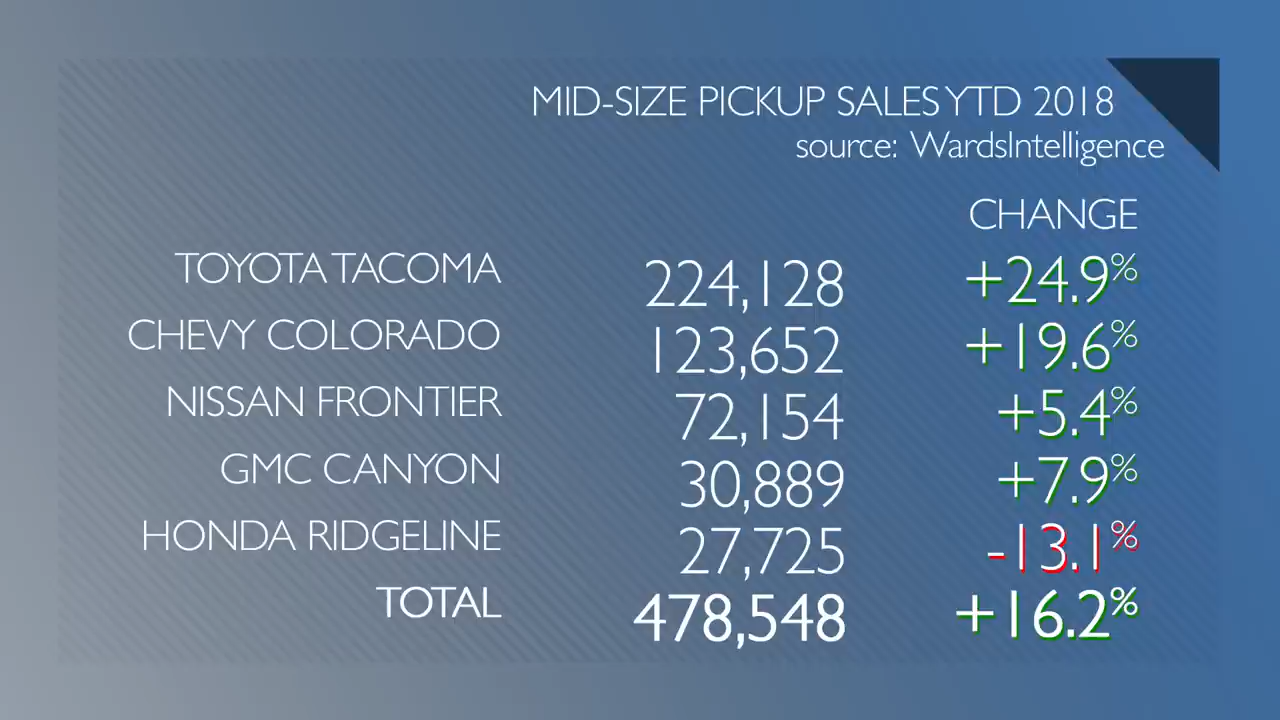 MID-SIZE PICKUP SALES YTD 2018
source: WardsIntelligence
CHANGE
TOYOTA TACOMA 224,128 +24.9%
CHEVY COLORADO 123,652 +19.6%
NISSAN FRONTIER 72,154 +5.4%
GMC CANYON 30,889 +7.9%
HONDA RIDGELINE 27,725 -13.1%
TOTAL 478,548 +16.2%